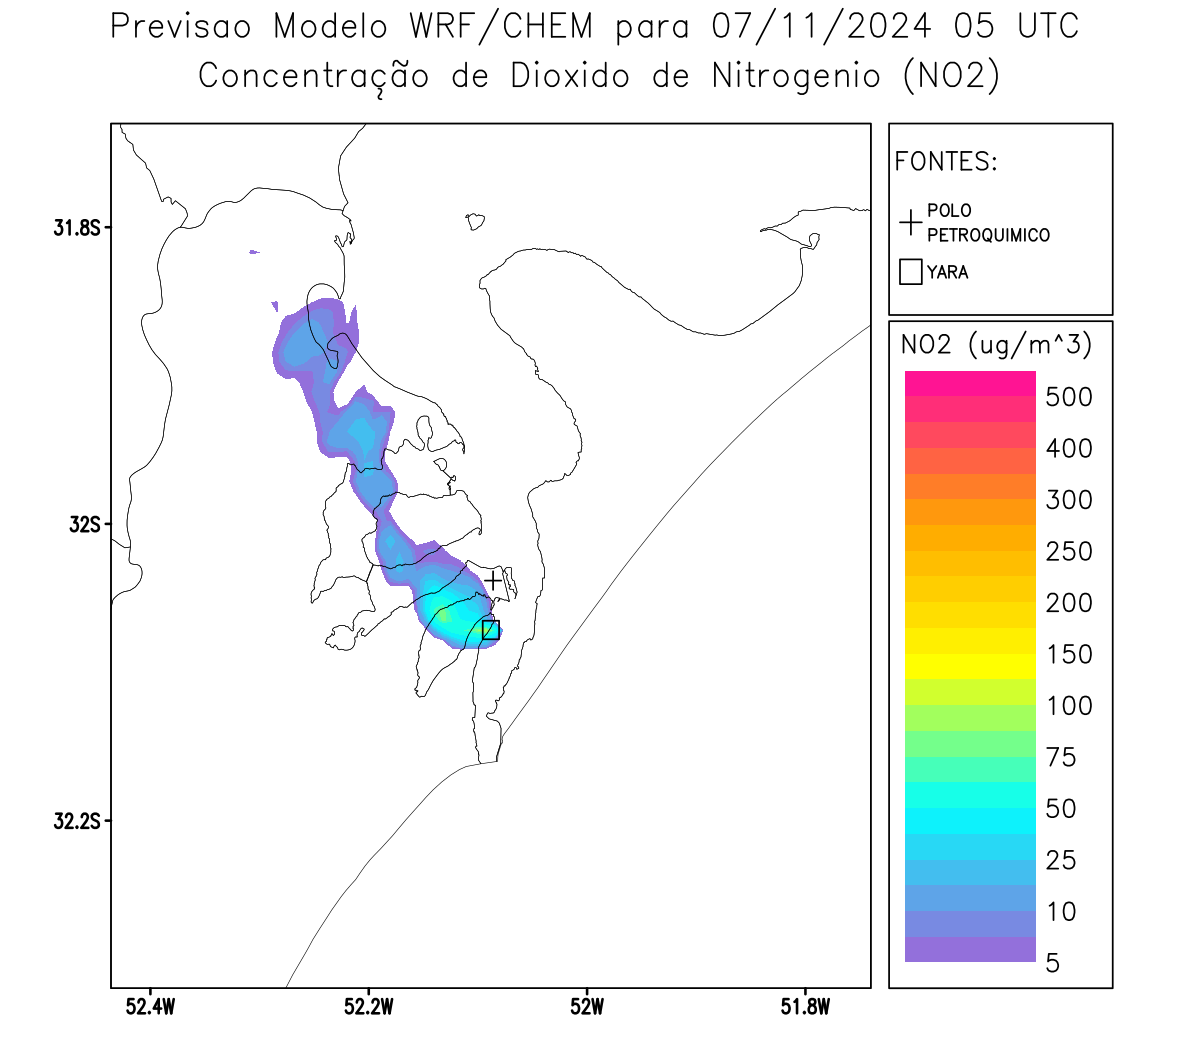 Previsao Modelo WRF/CHEM para 07/11/2024 05 UTC
Concentração de Dioxido de Nitrogenio (NO2)
FONTES:
POLO
PETROQUIMICO
YARA
31.8S
32S
32.2S
52.4W
52.2W
52W
51.8W
NO2 (ug/m^3)
500
400
300
250
200
150
100
75
50
25
10
5